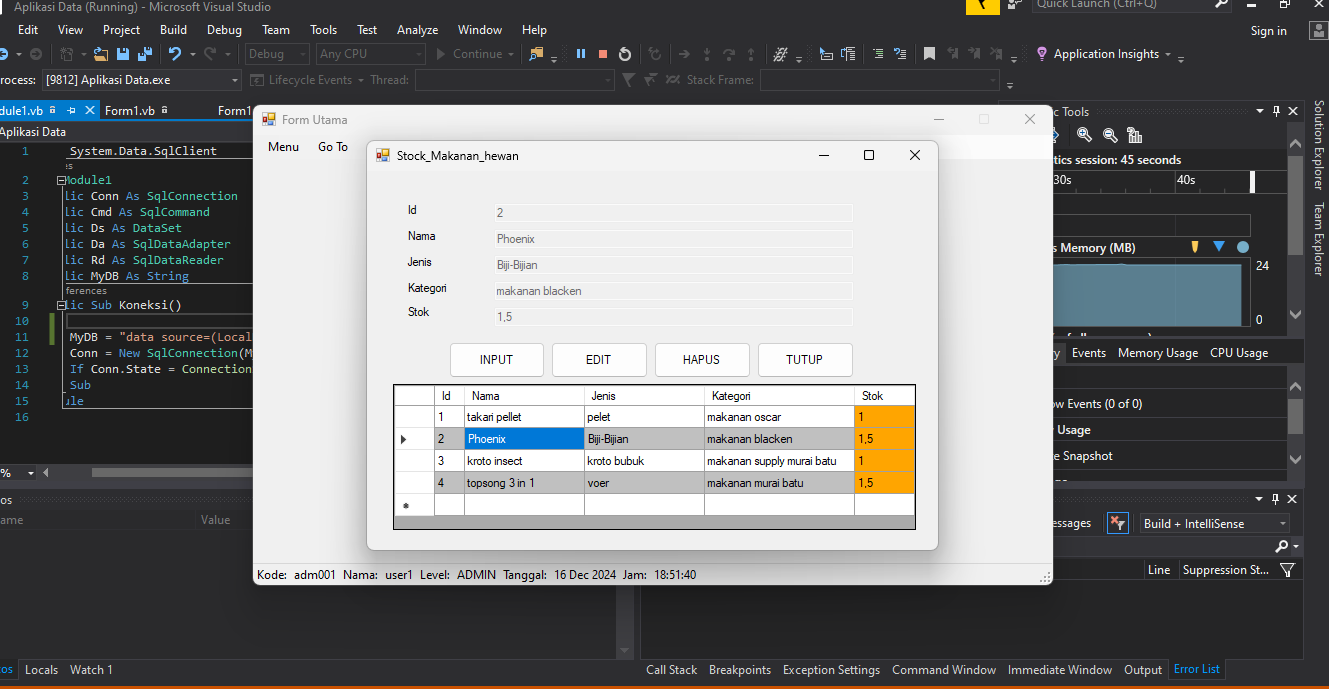 Aplikasi Data (Running) - Microsoft Visual Studio
Quick Launch (Ctrl+Q)
Edit View Project Build Debug Team Tools Test Analyze Window Help
Sign in
Debug Any CPU Continue Application Insights
rocess: [9812] Aplikasi Data.exe Lifecycle Events Thread: Stack Frame:
dule1.vb Form1.vb Form1
Aplikasi Data
1 System.Data.SqlClient
es
2 Module1
3 lic Conn As SqlConnection
4 lic Cmd As SqlCommand
5 lic Ds As DataSet
6 lic Da As SqlDataAdapter
7 lic Rd As SqlDataReader
8 lic MyDB As String
ferences
9 lic Sub Koneksi()
10
11 MyDB = "data source=(Local
12 Conn = New SqlConnection(M
13 If Conn.State = Connection
14 Sub
15 ule
16
%
os
ame Value
Form Utama
Menu Go To
Stock_Makanan_hewan
Id 2
Nama Phoenix
Jenis Biji-Bijian
Kategori makanan blacken
Stok 1,5
INPUT EDIT HAPUS TUTUP
Id Nama Jenis Kategori Stok
1 takari pellet pelet makanan oscar 1
2 Phoenix Biji-Bijian makanan blacken 1,5
3 kroto insect kroto bubuk makanan supply murai batu 1
4 topsong 3 in 1 voer makanan murai batu 1,5
Kode: adm001 Nama: user1 Level: ADMIN Tanggal: 16 Dec 2024 Jam: 18:51:40
c Tools
tics session: 45 seconds
30s 40s
s Memory (MB)
24
0
ry Events Memory Usage CPU Usage
ow Events (0 of 0)
Usage
e Snapshot
essages Build + IntelliSense
Line Suppression St...
Solution Explorer
Team Explorer
tos Locals Watch 1
Call Stack Breakpoints Exception Settings Command Window Immediate Window Output Error List